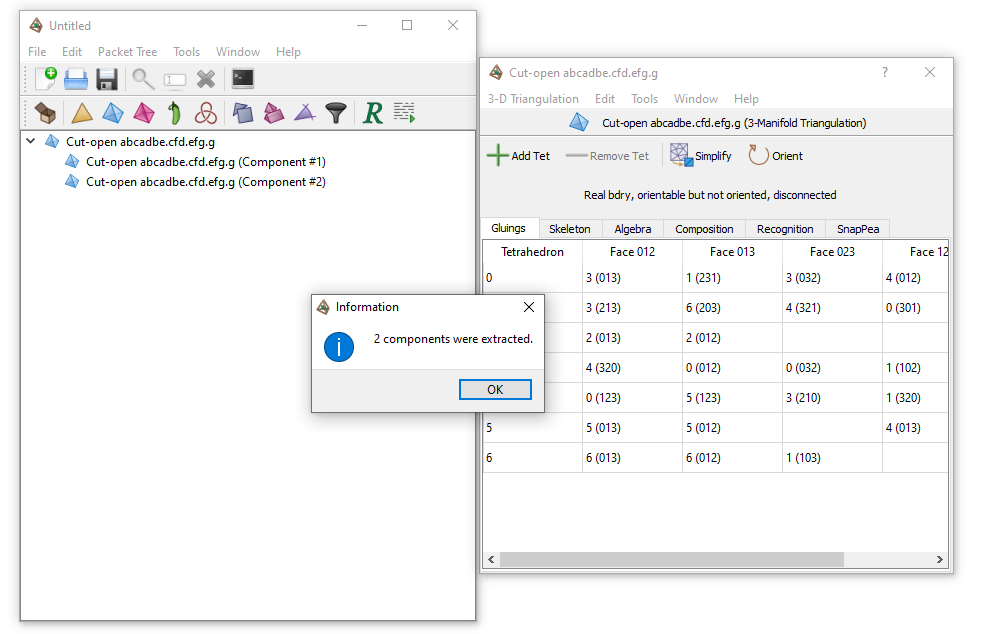 Untitled
File Edit Packet Tree Tools Window Help
Cut-open abcadbe.cfd.efg.g
Cut-open abcadbe.cfd.efg.g (Component #1)
Cut-open abcadbe.cfd.efg.g (Component #2)
Cut-open abcadbe.cfd.efg.g
3-D Triangulation Edit Tools Window Help
Cut-open abcadbe.cfd.efg.g (3-Manifold Triangulation)
Add Tet Remove Tet Simplify Orient
Real bdry, orientable but not oriented, disconnected
Gluings Skeleton Algebra Composition Recognition SnapPea
Tetrahedron Face 012 Face 013 Face 023 Face 12
0 3 (013) 1 (231) 3 (032) 4 (012)
3 (213) 6 (203) 4 (321) 0 (301)
2 (013) 2 (012)
4 (320) 0 (012) 0 (032) 1 (102)
0 (123) 5 (123) 3 (210) 1 (320)
5 5 (013) 5 (012) 4 (013)
6 6 (013) 6 (012) 1 (103)
Information
2 components were extracted.
OK